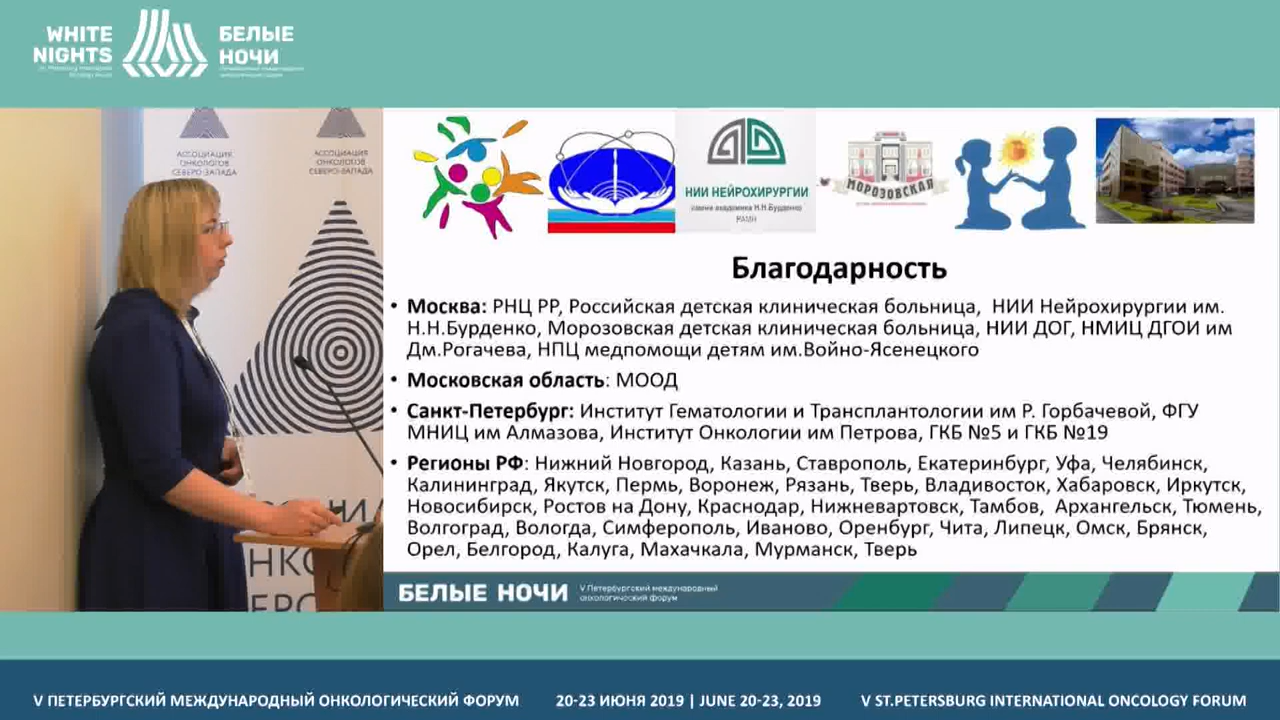 WHITE
NIGHTS
БЕЛЫЕ
НОЧИ
АССОЦИАЦИЯ
ОНКОЛОГОВ
СЕВЕРО-ЗАПАДА
АССОЦИАЦИЯ
ОНКОЛОГОВ
СЕВЕРО-ЗАПАДА
НИИ НЕЙРОХИРУРГИИ
имени академика Н.Н.Бурденко
РАМН
МОРОЗОВСКАЯ
Благодарность
• Москва: РНЦ РР, Российская детская клиническая больница, НИИ Нейрохирургии им.
Н.Н.Бурденко, Морозовская детская клиническая больница, НИИ ДОГ, НМИЦ ДГОИ им
Дм.Рогачева, НПЦ медпомощи детям им.Войно-Ясенецкого
• Московская область: МООД
• Санкт-Петербург: Институт Гематологии и Трансплантологии им Р. Горбачевой, ФГУ
МНИЦ им Алмазова, Институт Онкологии им Петрова, ГКБ №5 и ГКБ №19
• Регионы РФ: Нижний Новгород, Казань, Ставрополь, Екатеринбург, Уфа, Челябинск,
Калининград, Якутск, Пермь, Воронеж, Рязань, Тверь, Владивосток, Хабаровск, Иркутск,
Новосибирск, Ростов на Дону, Краснодар, Нижневартовск, Тамбов, Архангельск, Тюмень,
Волгоград, Вологда, Симферополь, Иваново, Оренбург, Чита, Липецк, Омск, Брянск,
Орел, Белгород, Калуга, Махачкала, Мурманск, Тверь
БЕЛЫЕ НОЧИ
V Петербургский международный
онкологический форум
V ПЕТЕРБУРГСКИЙ МЕЖДУНАРОДНЫЙ ОНКОЛОГИЧЕСКИЙ ФОРУМ
20-23 ИЮНЯ 2019 | JUNE 20-23, 2019
V ST.PETERSBURG INTERNATIONAL ONCOLOGY FORUM